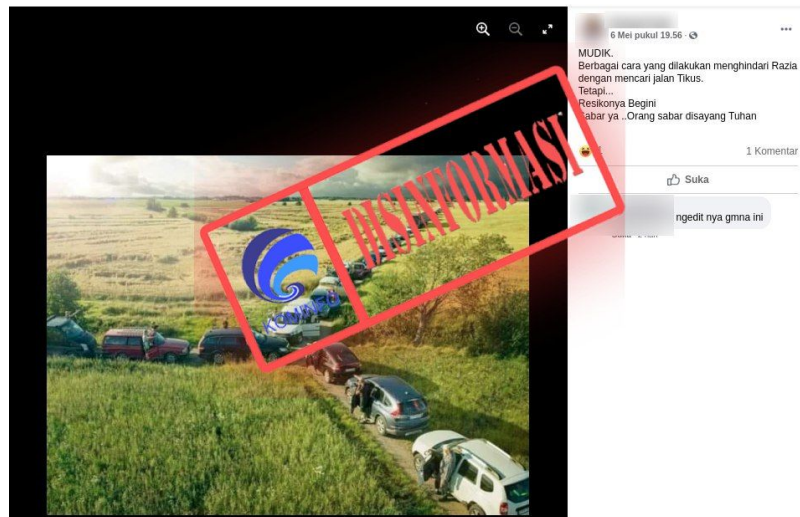 6 Mei pukul 19.56 ·
MUDIK.
Berbagai cara yang dilakukan menghindari Razia
dengan mencari jalan Tikus.
Tetapi...
Resikonya Begini
Sabar ya ..Orang sabar disayang Tuhan
1 Komentar
Suka
ngedit nya gmna ini
DISINFORMASI
KOMINFO